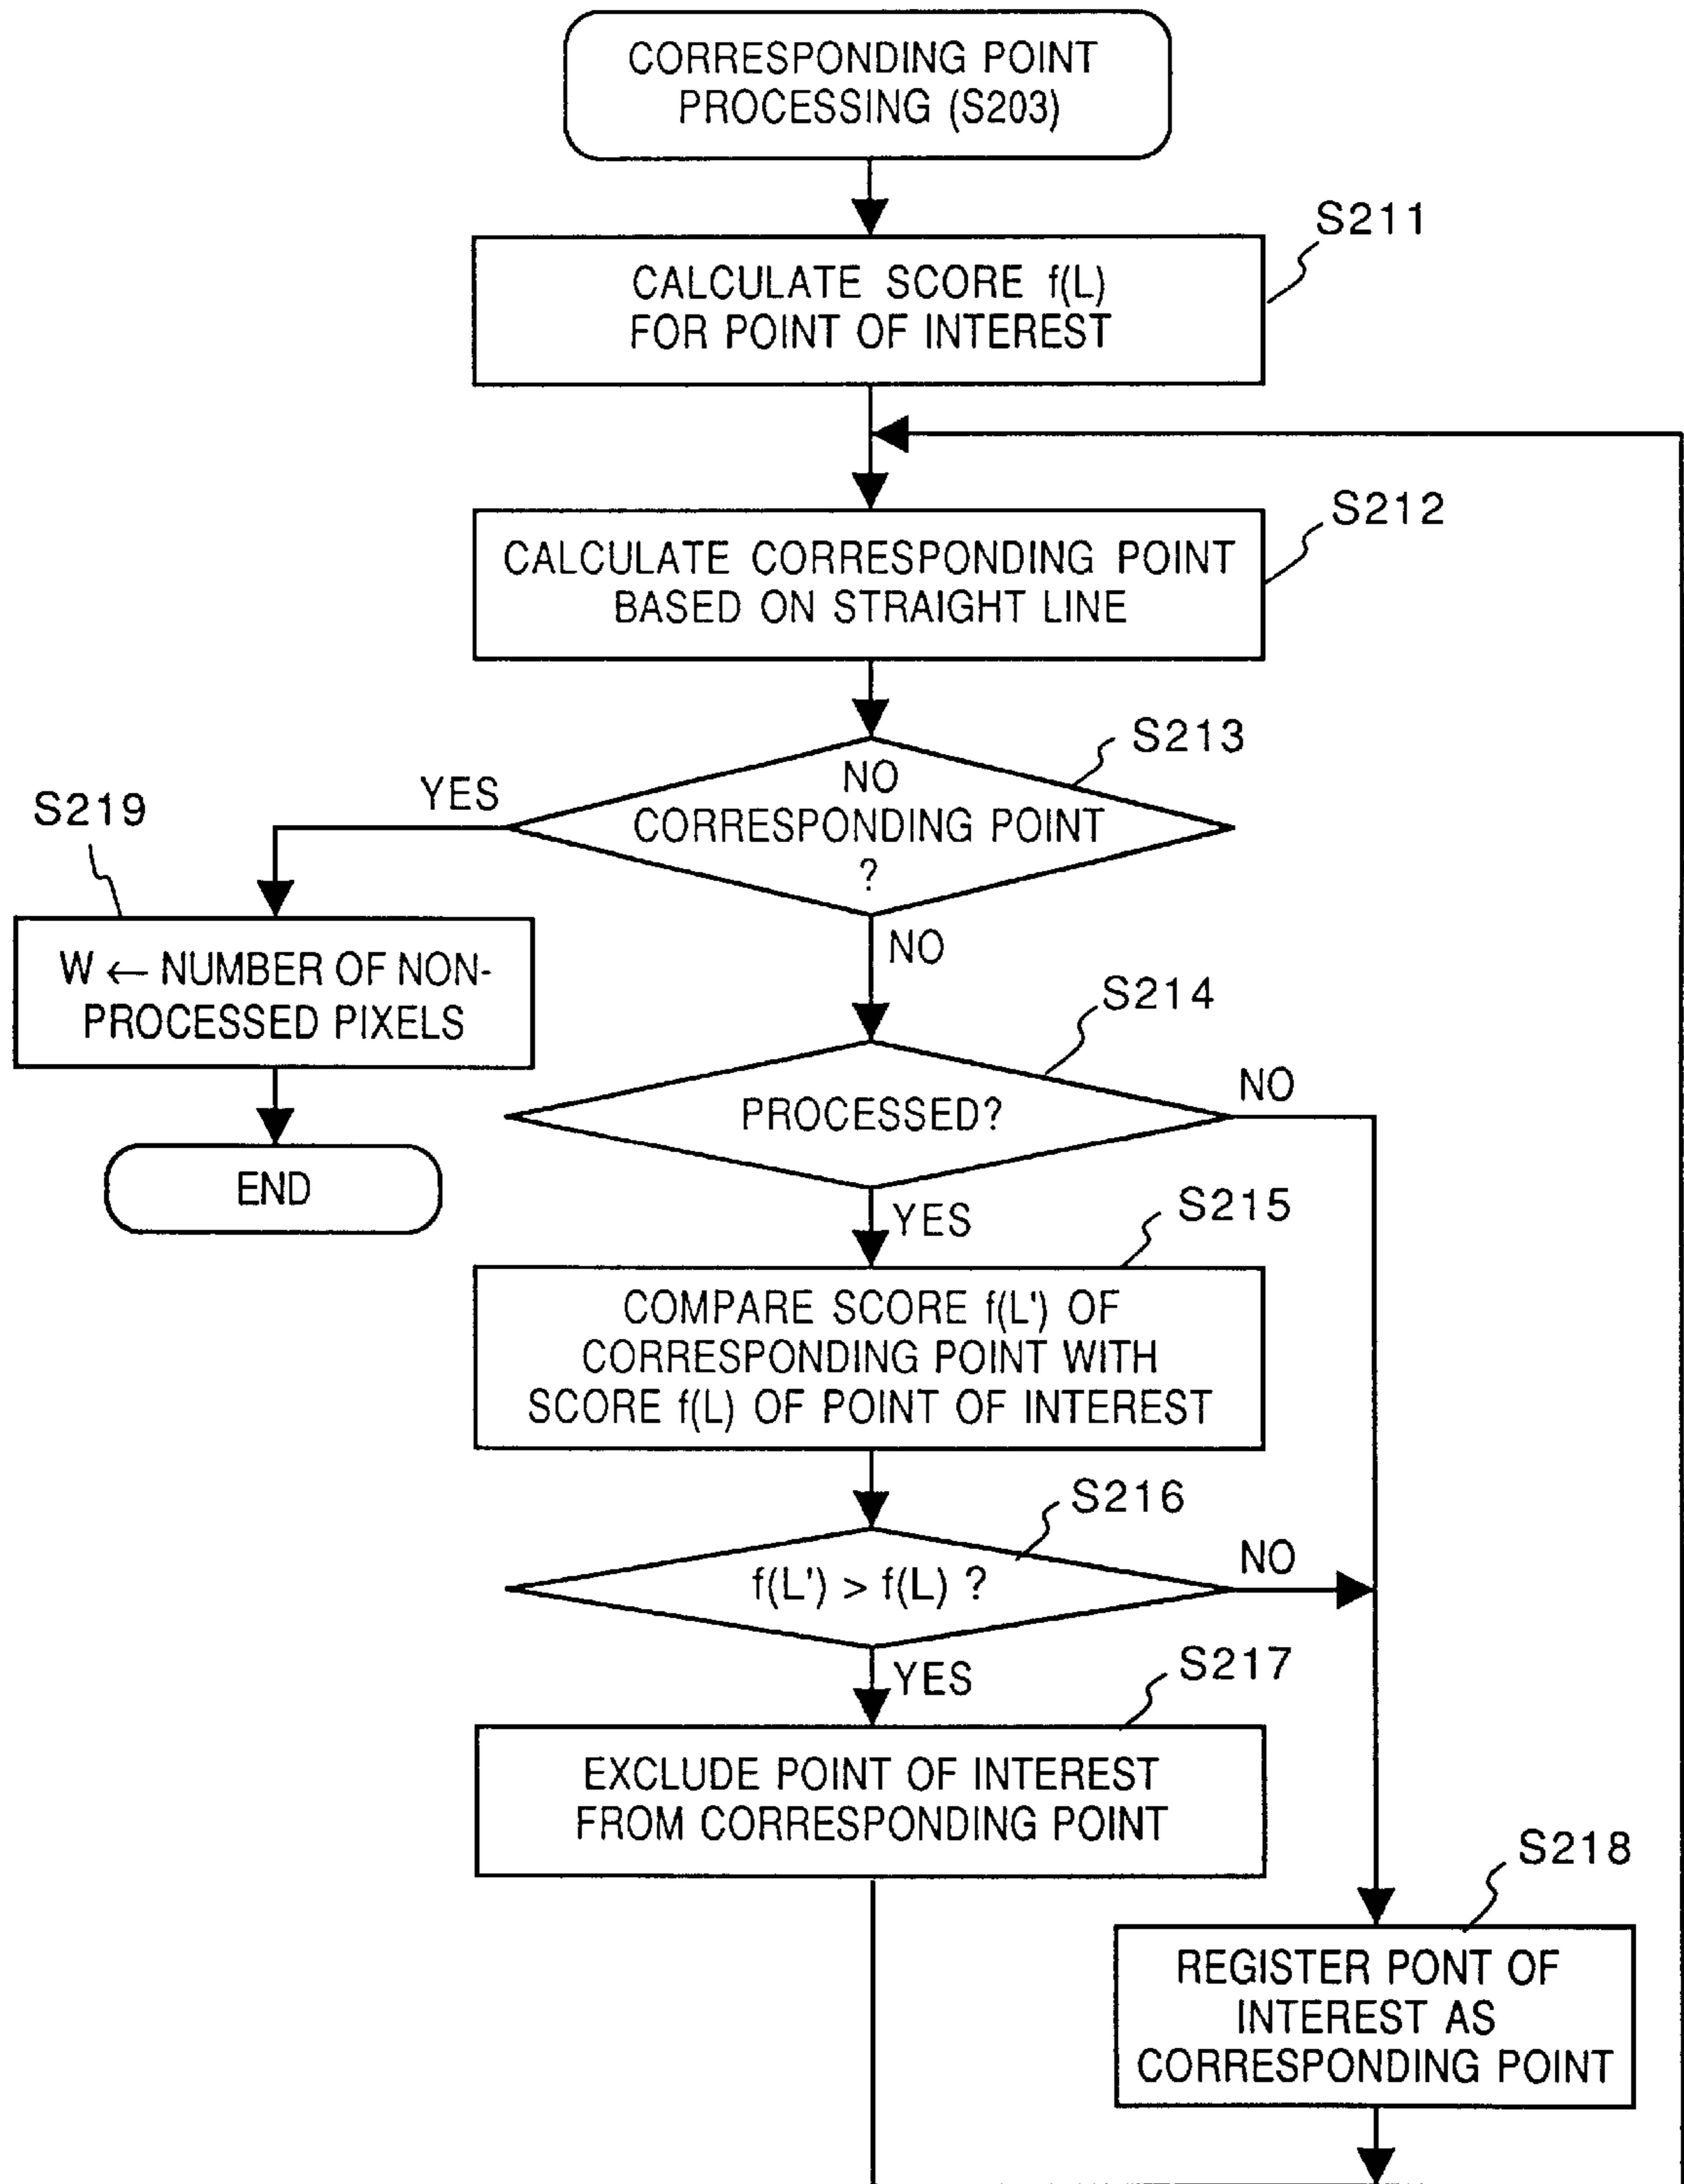 CORRESPONDING POINT
PROCESSING (S203)
S211
CALCULATE SCORE f(L)
FOR POINT OF INTEREST
S212
CALCULATE CORRESPONDING POINT
BASED ON STRAIGHT LINE
S213
NO
CORRESPONDING POINT
?
YES
S219
W ← NUMBER OF NON-
PROCESSED PIXELS
END
NO
S214
PROCESSED?
NO
YES
S215
COMPARE SCORE f(L') OF
CORRESPONDING POINT WITH
SCORE f(L) OF POINT OF INTEREST
S216
f(L') > f(L) ?
NO
YES
S217
EXCLUDE POINT OF INTEREST
FROM CORRESPONDING POINT
S218
REGISTER PONT OF
INTEREST AS
CORRESPONDING POINT